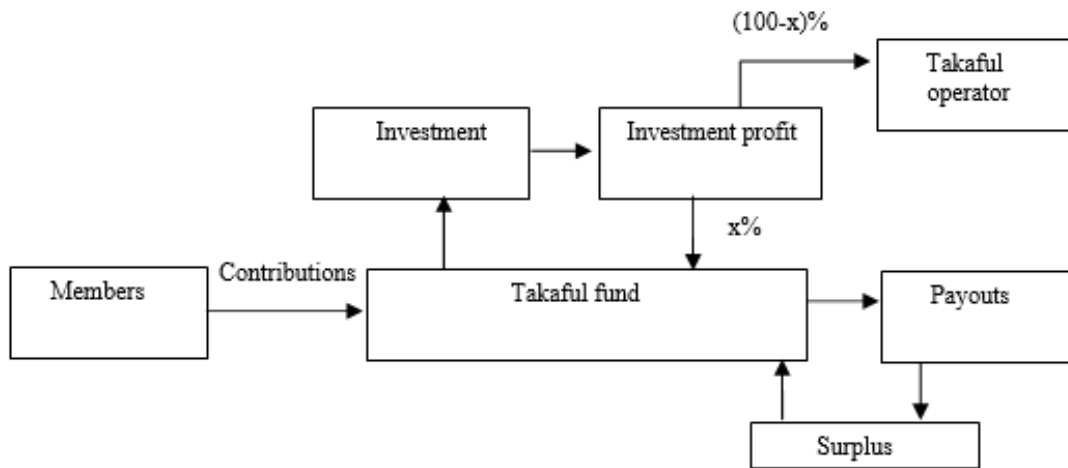 (100-x)%
Takaful
operator
Investment
Investment profit
x%
Contributions
Members
Takaful fund
Payouts
Surplus